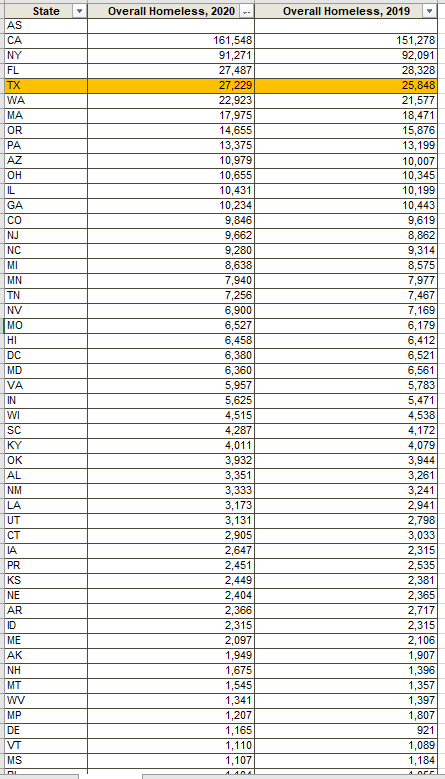 State Overall Homeless, 2020 Overall Homeless, 2019
AS
CA 161,548 151,278
NY 91,271 92,091
FL 27,487 28,328
TX 27,229 25,848
WA 22,923 21,577
MA 17,975 18,471
OR 14,655 15,876
PA 13,375 13,199
AZ 10,979 10,007
OH 10,655 10,345
IL 10,431 10,199
GA 10,234 10,443
CO 9,846 9,619
NJ 9,662 8,862
NC 9,280 9,314
MI 8,638 8,575
MN 7,940 7,977
TN 7,256 7,467
NV 6,900 7,169
MO 6,527 6,179
HI 6,458 6,412
DC 6,380 6,521
MD 6,360 6,561
VA 5,957 5,783
IN 5,625 5,471
WI 4,515 4,538
SC 4,287 4,172
KY 4,011 4,079
OK 3,932 3,944
AL 3,351 3,261
NM 3,333 3,241
LA 3,173 2,941
UT 3,131 2,798
CT 2,905 3,033
IA 2,647 2,315
PR 2,451 2,535
KS 2,449 2,381
NE 2,404 2,365
AR 2,366 2,717
ID 2,315 2,315
ME 2,097 2,106
AK 1,949 1,907
NH 1,675 1,396
MT 1,545 1,357
WV 1,341 1,397
MP 1,207 1,807
DE 1,165 921
VT 1,110 1,089
MS 1,107 1,184